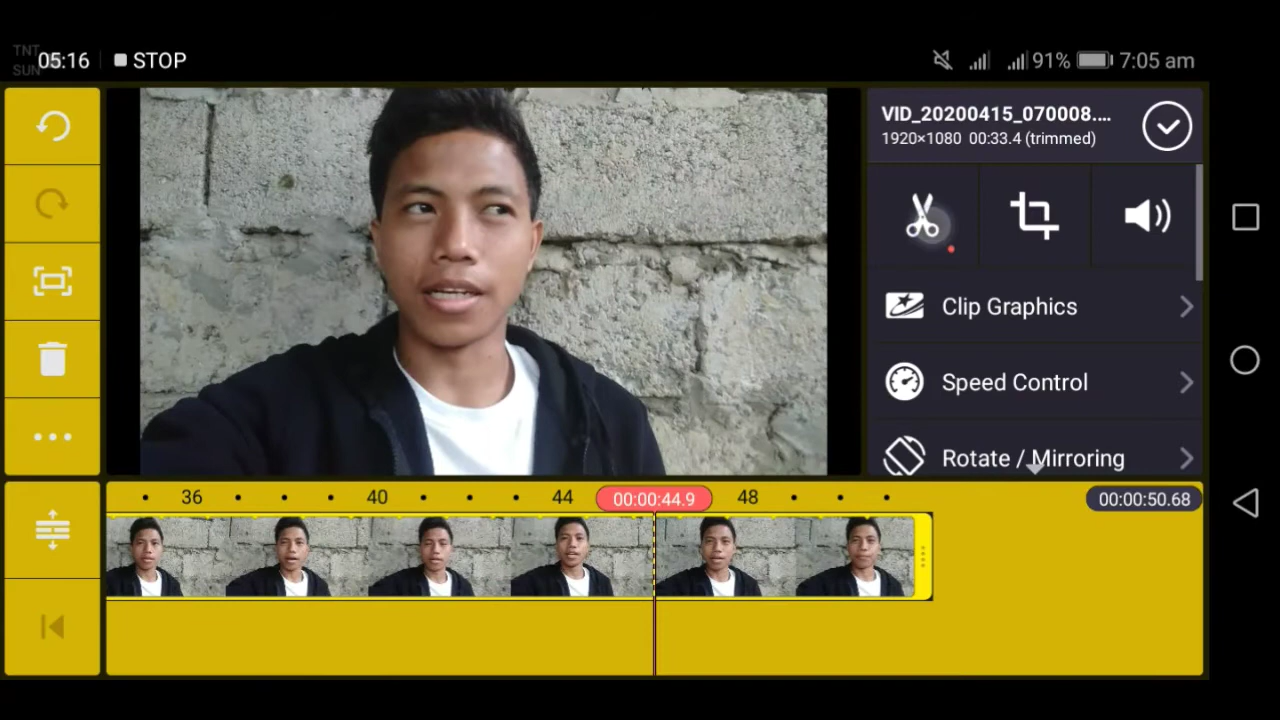 TNT
SUN
05:16 STOP
91% 7:05 am
VID_20200415_070008....
1920×1080 00:33.4 (trimmed)
Clip Graphics
Speed Control
Rotate / Mirroring
36 40 44 00:00:44.9 48 00:00:50.68